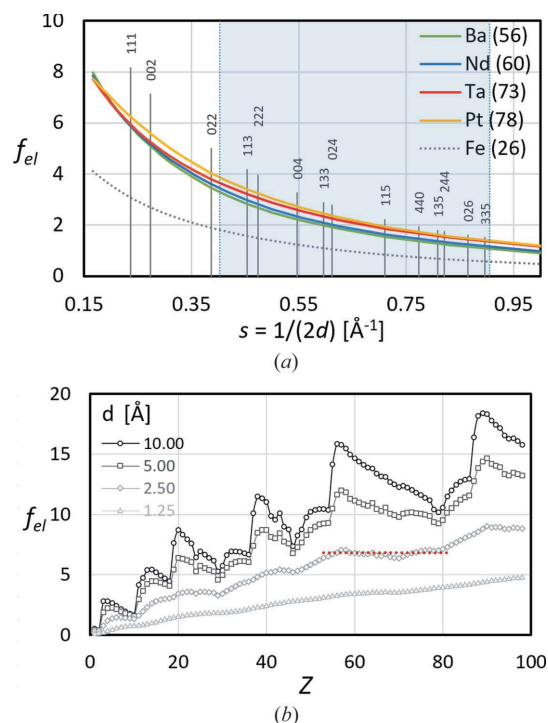 10
8
6
4
2
0
f_el
111
002
022
113
222
004
133
024
115
440
135
244
026
335
Ba (56)
Nd (60)
Ta (73)
Pt (78)
Fe (26)
0.15 0.35 0.55 0.75 0.95
s = 1/(2d) [Å⁻¹]
(a)
20
15
10
5
0
f_el
d [Å]
10.00
5.00
2.50
1.25
0 20 40 60 80 100
Z
(b)